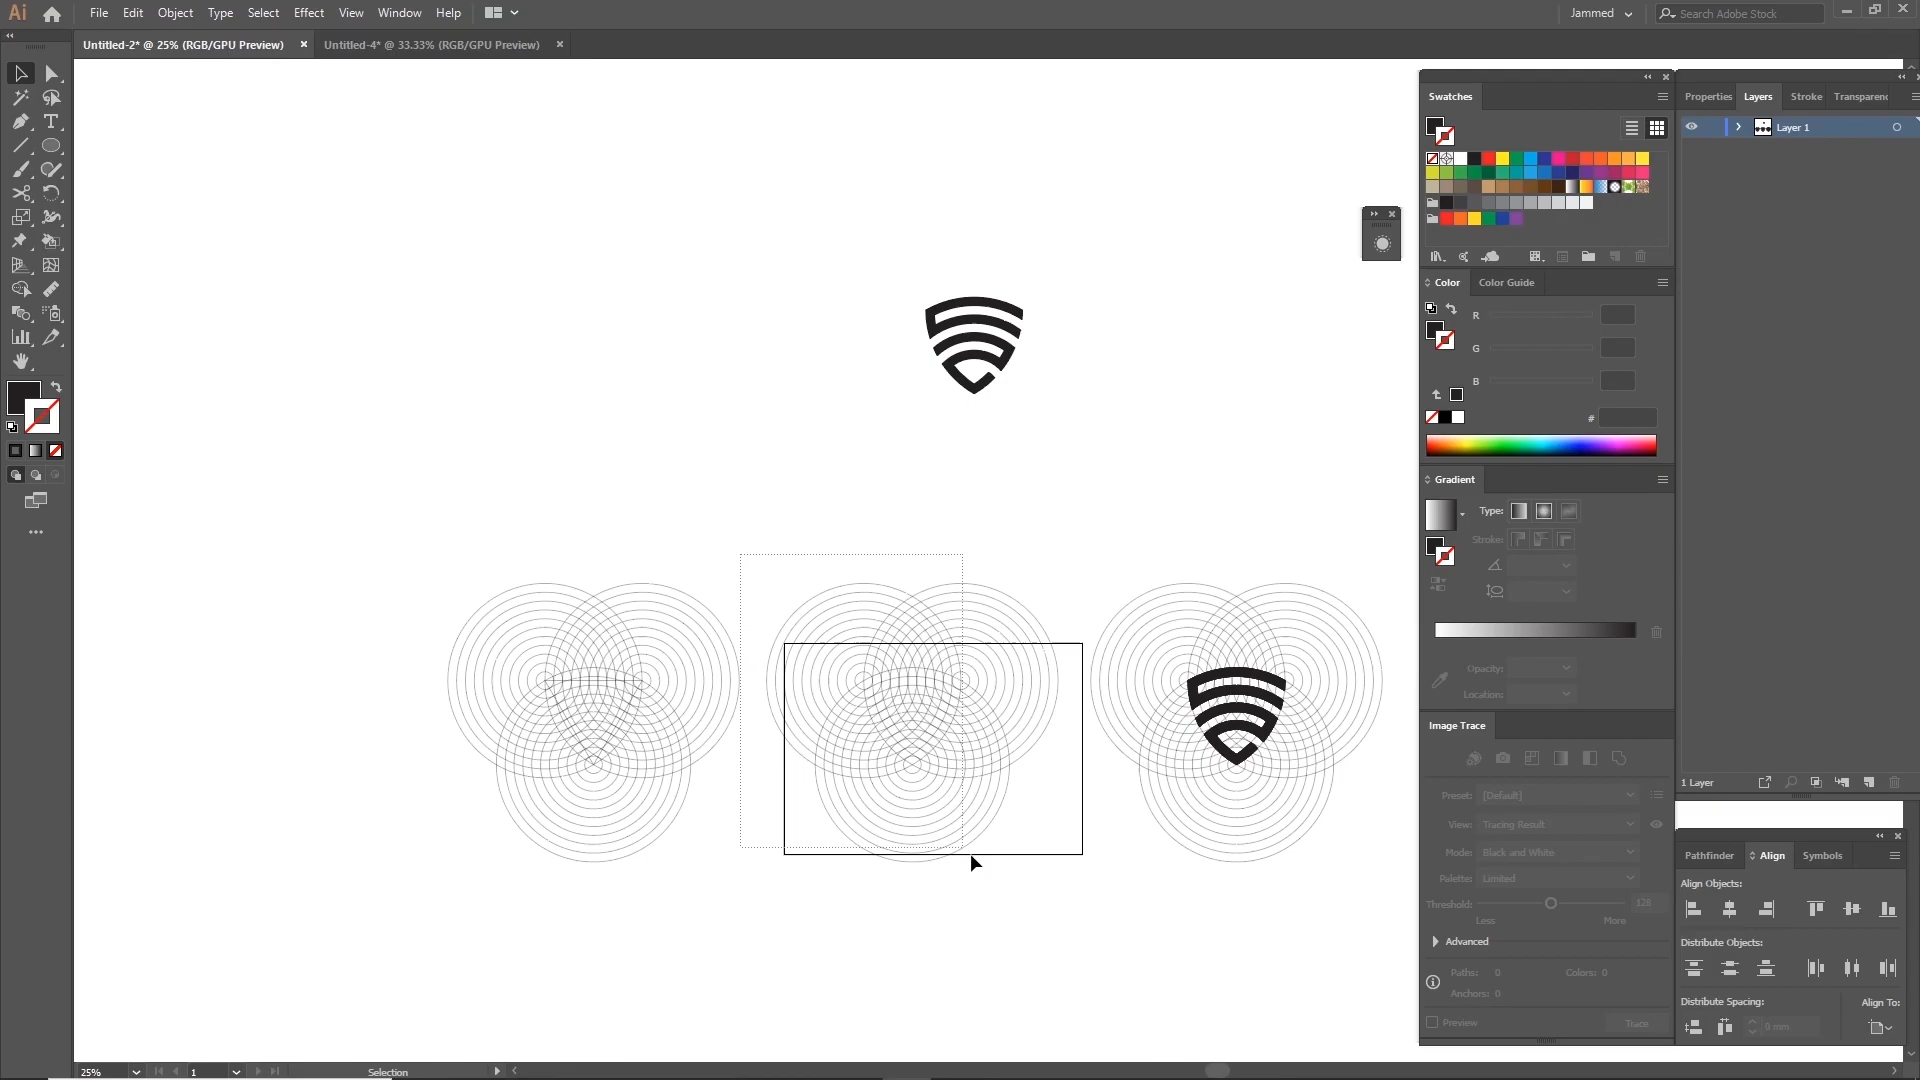 Ai File Edit Object Type Select Effect View Window Help Jammed Search Adobe Stock
Untitled-2* @ 25% (RGB/GPU Preview) Untitled-4* @ 33.33% (RGB/GPU Preview)
Swatches
Properties Layers Stroke Transparenc
Layer 1
Color Color Guide
R
G
B
#
Gradient
Type:
Stroke:
Opacity:
Location:
Image Trace
Preset: [Default]
View: Tracing Result
Mode: Black and White
Palette: Limited
Threshold: 128
Less More
Advanced
Paths: 0 Colors: 0
Anchors: 0
Preview Trace
1 Layer
Pathfinder Align Symbols
Align Objects:
Distribute Objects:
Distribute Spacing: Align To:
0 mm
25% 1 Selection